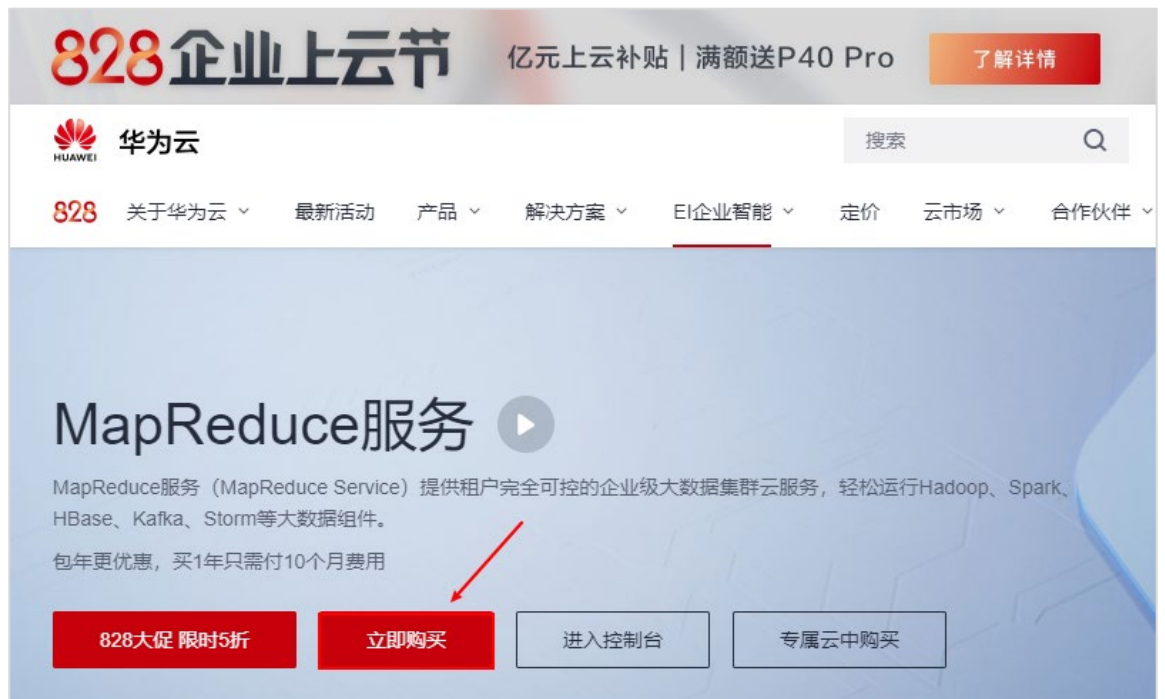 828企业上云节 亿元上云补贴|满额送P40 Pro 了解详情
HUAWEI 华为云 搜索
828 关于华为云 最新活动 产品 解决方案 EI企业智能 定价 云市场 合作伙伴
MapReduce服务
MapReduce服务（MapReduce Service）提供租户完全可控的企业级大数据集群云服务，轻松运行Hadoop、Spark、
HBase、Kafka、Storm等大数据组件。
包年更优惠，买1年只需付10个月费用
828大促 限时5折 立即购买 进入控制台 专属云中购买